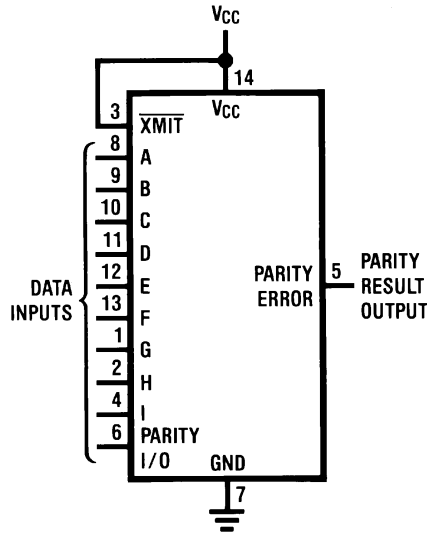 VCC
14
VCC
3
XMIT
8
A
9
B
10
C
11
D
12
E
13
F
1
G
2
H
4
I
6
PARITY
I/O
DATA
INPUTS
PARITY
ERROR
5
PARITY
RESULT
OUTPUT
GND
7